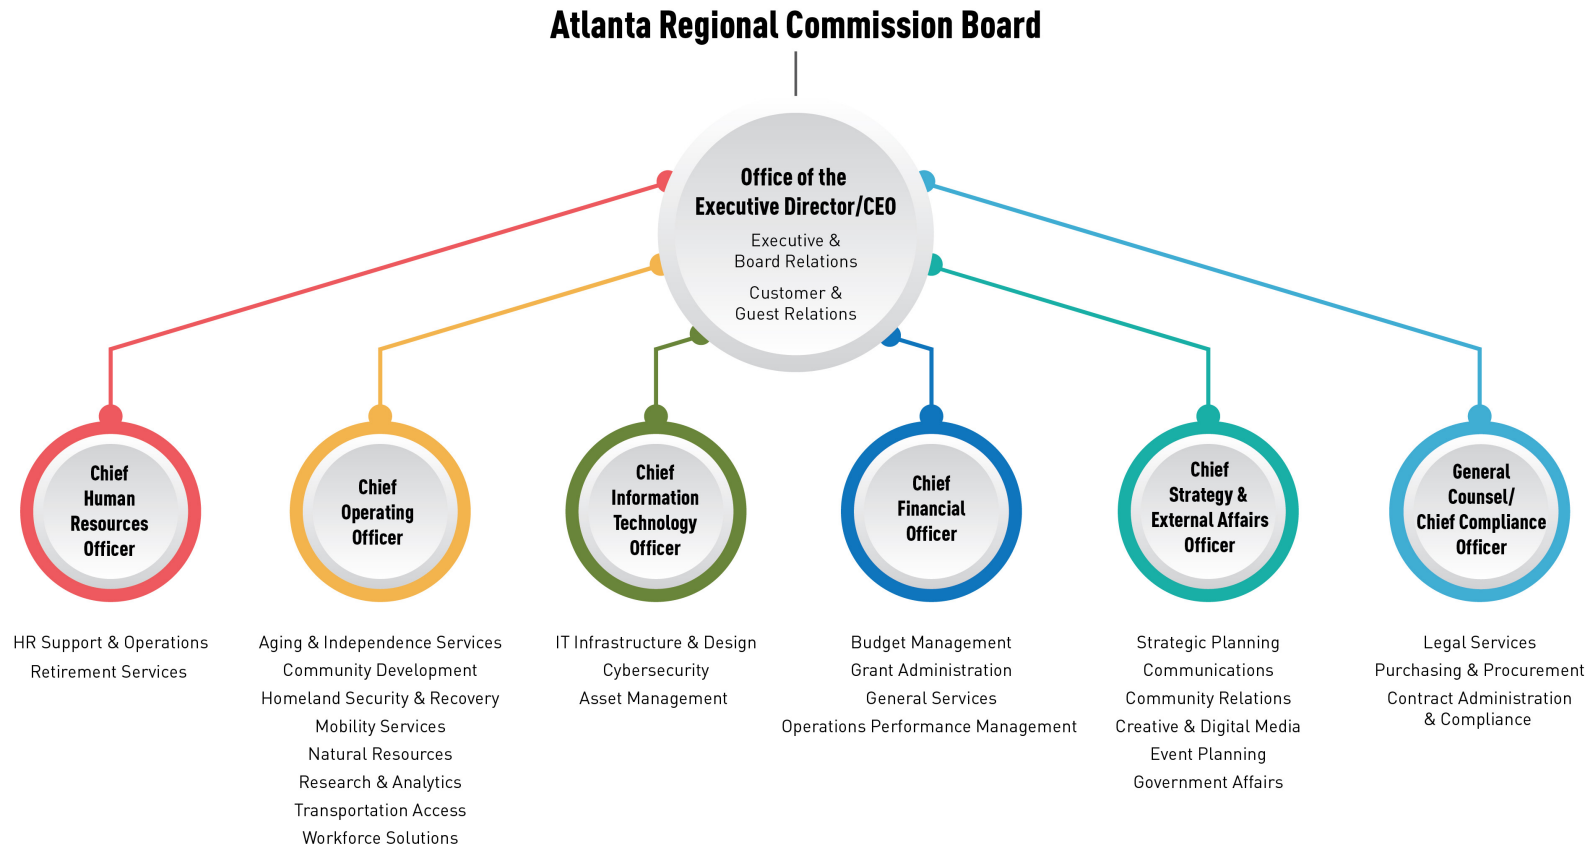 Atlanta Regional Commission Board
Office of the
Executive Director/CEO
Executive &
Board Relations
Customer &
Guest Relations
Chief
Human
Resources
Officer
HR Support & Operations
Retirement Services
Chief
Operating
Officer
Aging & Independence Services
Community Development
Homeland Security & Recovery
Mobility Services
Natural Resources
Research & Analytics
Transportation Access
Workforce Solutions
Chief
Information
Technology
Officer
IT Infrastructure & Design
Cybersecurity
Asset Management
Chief
Financial
Officer
Budget Management
Grant Administration
General Services
Operations Performance Management
Chief
Strategy &
External Affairs
Officer
Strategic Planning
Communications
Community Relations
Creative & Digital Media
Event Planning
Government Affairs
General
Counsel/
Chief Compliance
Officer
Legal Services
Purchasing & Procurement
Contract Administration
& Compliance